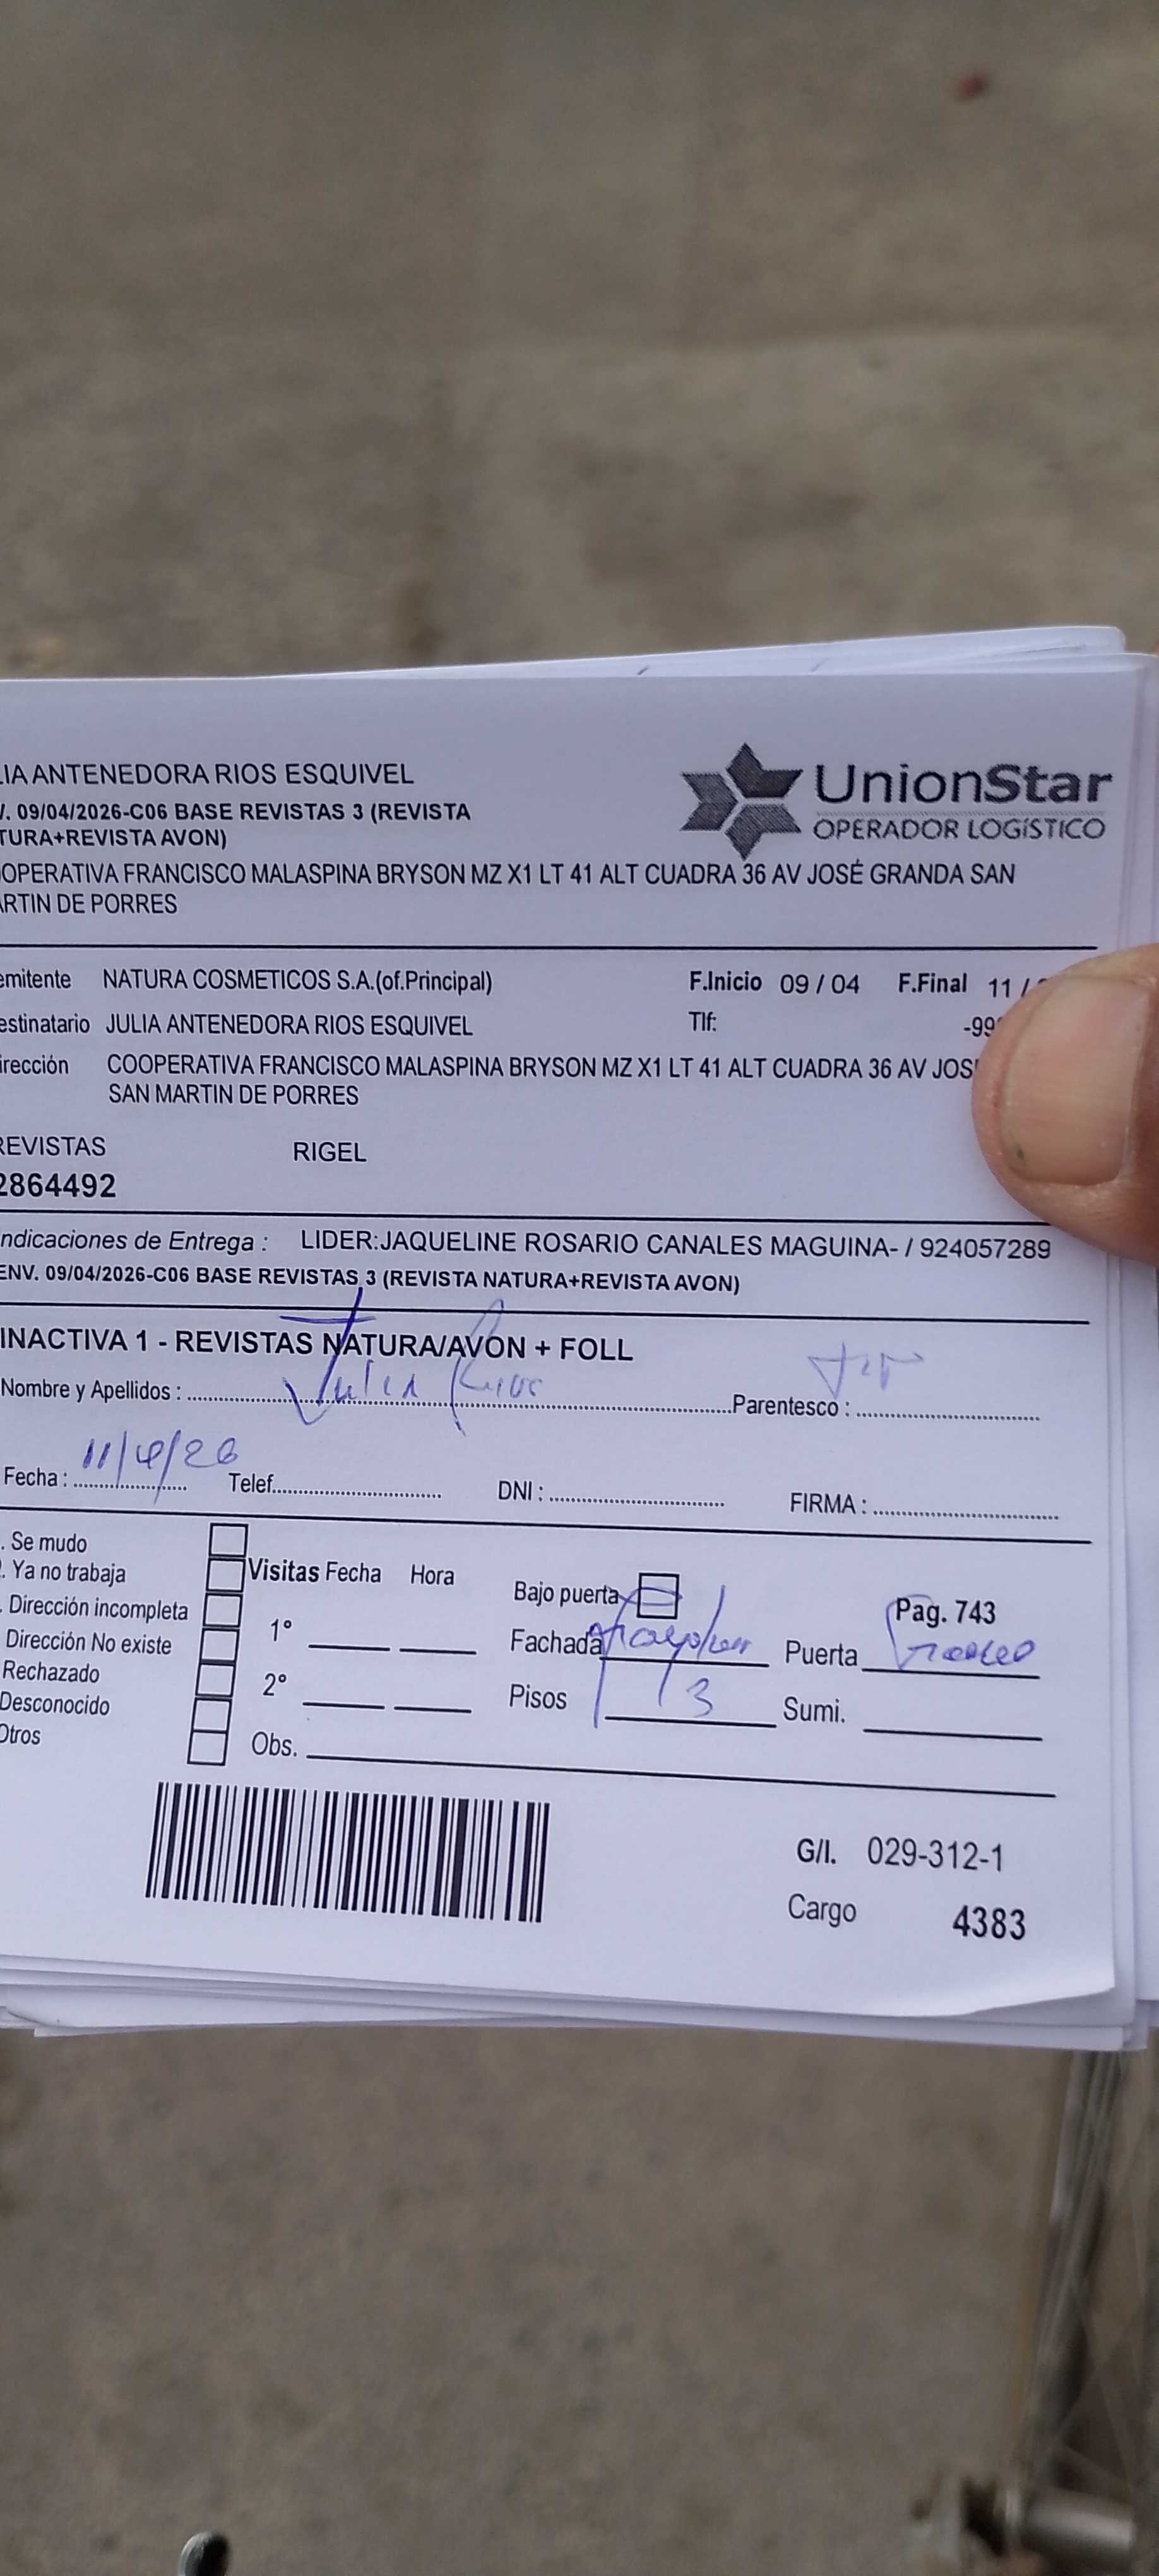 LIA ANTENEDORA RIOS ESQUIVEL
V. 09/04/2026-C06 BASE REVISTAS 3 (REVISTA
TURA+REVISTA AVON)
UnionStar
OPERADOR LOGÍSTICO
OPERATIVA FRANCISCO MALASPINA BRYSON MZ X1 LT 41 ALT CUADRA 36 AV JOSÉ GRANDA SAN
ARTIN DE PORRES
emitente NATURA COSMETICOS S.A.(of.Principal) F.Inicio 09 / 04 F.Final 11 /
estinatario JULIA ANTENEDORA RIOS ESQUIVEL Tlf: -99
irección COOPERATIVA FRANCISCO MALASPINA BRYSON MZ X1 LT 41 ALT CUADRA 36 AV JOS
SAN MARTIN DE PORRES
REVISTAS RIGEL
2864492
ndicaciones de Entrega : LIDER:JAQUELINE ROSARIO CANALES MAGUINA- / 924057289
ENV. 09/04/2026-C06 BASE REVISTAS 3 (REVISTA NATURA+REVISTA AVON)
INACTIVA 1 - REVISTAS NATURA/AVON + FOLL
Nombre y Apellidos : Julia Rios Parentesco : TIT
Fecha : 11/4/26 Telef. DNI : FIRMA :
. Se mudo
. Ya no trabaja
. Dirección incompleta
Dirección No existe
Rechazado
Desconocido
Otros
Visitas Fecha Hora
1°
2°
Obs.
Bajo puerta
Fachada
Pisos 3
Pag. 743
Puerta
Sumi.
G/I. 029-312-1
Cargo 4383